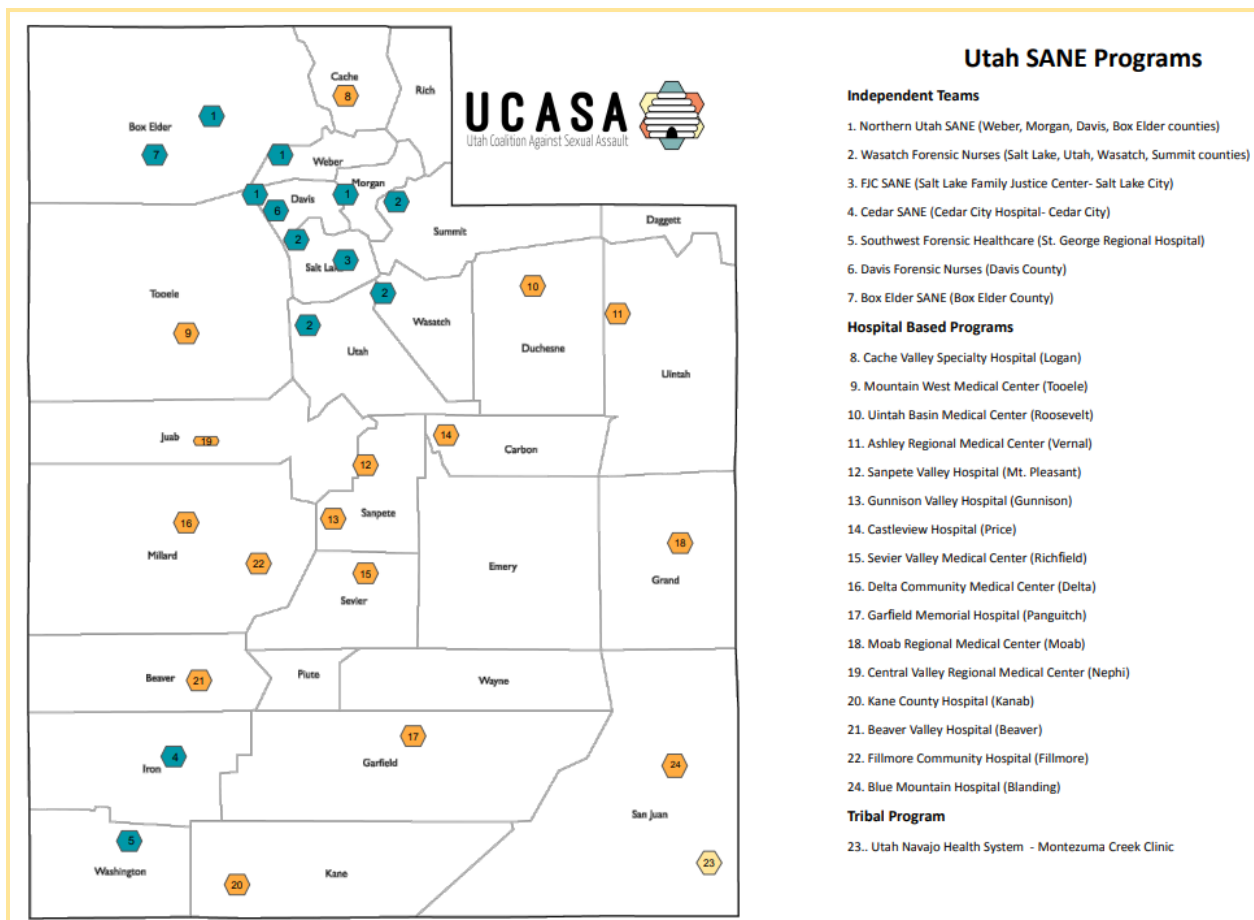 Cache
8
Rich
UCASA
Utah Coalition Against Sexual Assault
1
Box Elder
7
1
Weber
1
Davis
Morgan
1
6
2
2
Summit
Daggett
Salt Lake
3
Tooele
9
2
2
Utah
Wasatch
10
Duchesne
11
Uintah
Juab
19
12
14
Carbon
16
Millard
22
13
Sanpete
15
Sevier
Emery
18
Grand
Beaver
21
Piute
Wayne
4
Iron
17
Garfield
24
San Juan
5
Washington
20
Kane
23
Utah SANE Programs
Independent Teams
1. Northern Utah SANE (Weber, Morgan, Davis, Box Elder counties)
2. Wasatch Forensic Nurses (Salt Lake, Utah, Wasatch, Summit counties)
3. FJC SANE (Salt Lake Family Justice Center- Salt Lake City)
4. Cedar SANE (Cedar City Hospital- Cedar City)
5. Southwest Forensic Healthcare (St. George Regional Hospital)
6. Davis Forensic Nurses (Davis County)
7. Box Elder SANE (Box Elder County)
Hospital Based Programs
8. Cache Valley Specialty Hospital (Logan)
9. Mountain West Medical Center (Tooele)
10. Uintah Basin Medical Center (Roosevelt)
11. Ashley Regional Medical Center (Vernal)
12. Sanpete Valley Hospital (Mt. Pleasant)
13. Gunnison Valley Hospital (Gunnison)
14. Castleview Hospital (Price)
15. Sevier Valley Medical Center (Richfield)
16. Delta Community Medical Center (Delta)
17. Garfield Memorial Hospital (Panguitch)
18. Moab Regional Medical Center (Moab)
19. Central Valley Regional Medical Center (Nephi)
20. Kane County Hospital (Kanab)
21. Beaver Valley Hospital (Beaver)
22. Fillmore Community Hospital (Fillmore)
24. Blue Mountain Hospital (Blanding)
Tribal Program
23.. Utah Navajo Health System - Montezuma Creek Clinic